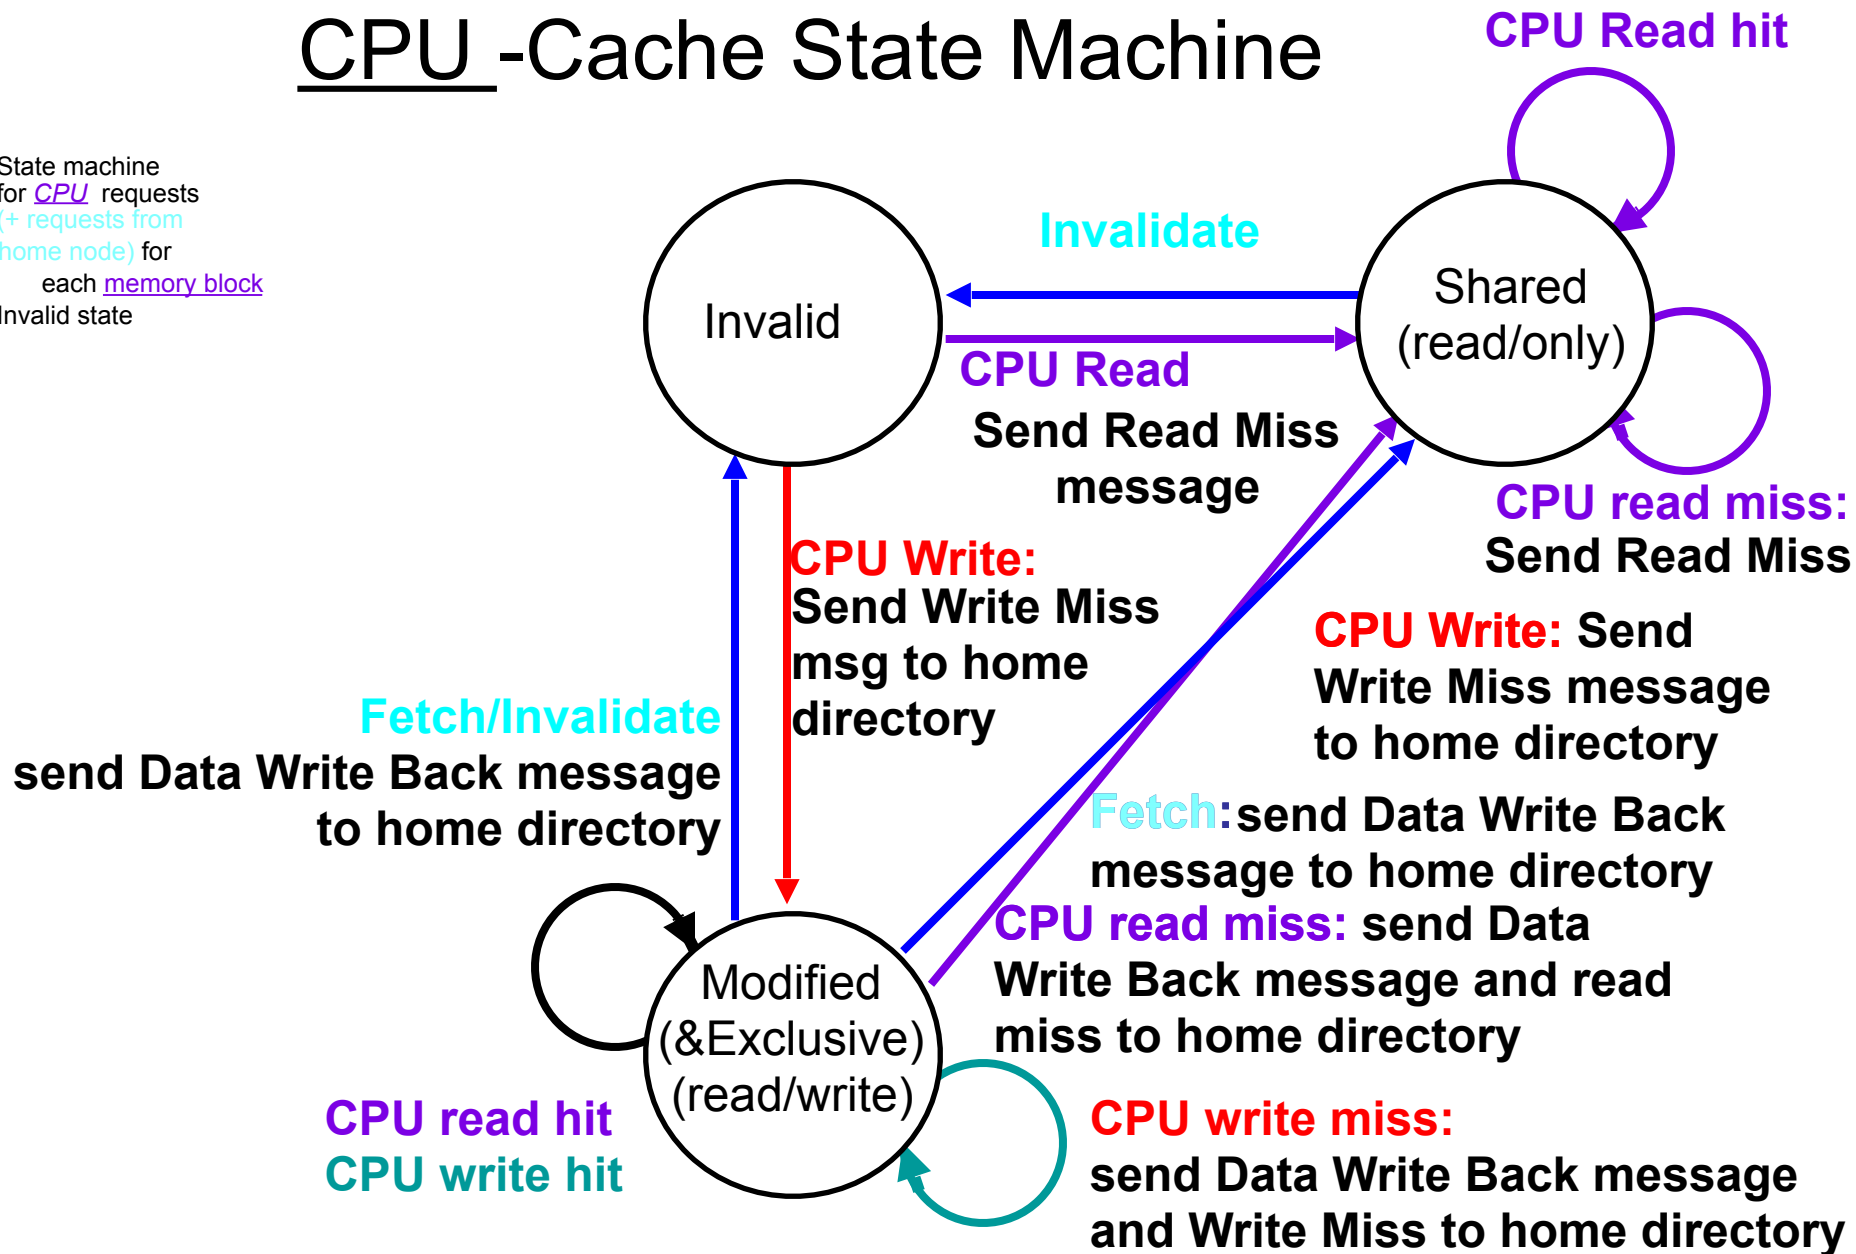 CPU -Cache State Machine
CPU Read hit
State machine
for CPU requests
(+ requests from
home node) for
each memory block
Invalid state
Invalidate
Invalid
Shared
(read/only)
CPU Read
Send Read Miss
message
CPU read miss:
Send Read Miss
CPU Write:
Send Write Miss
msg to home
directory
CPU Write: Send
Write Miss message
to home directory
Fetch/Invalidate
send Data Write Back message
to home directory
Fetch: send Data Write Back
message to home directory
CPU read miss: send Data
Write Back message and read
miss to home directory
Modified
(&Exclusive)
(read/write)
CPU read hit
CPU write hit
CPU write miss:
send Data Write Back message
and Write Miss to home directory